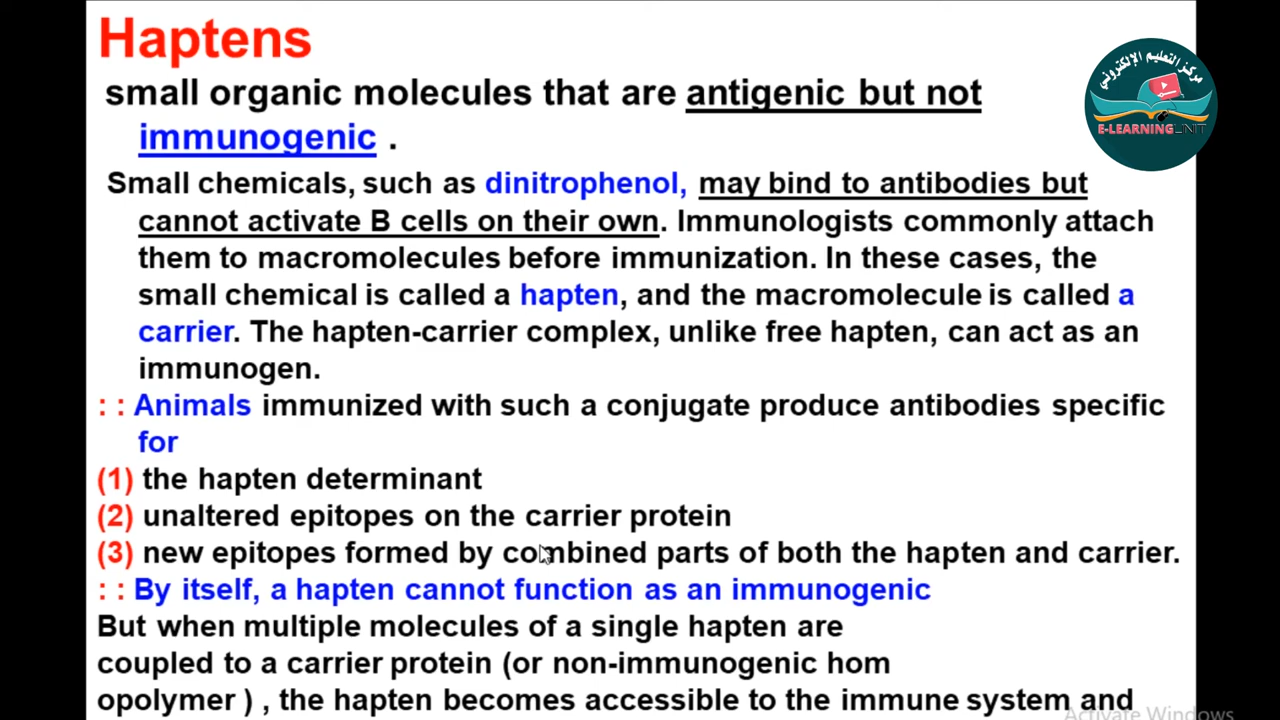 Haptens
small organic molecules that are antigenic but not
immunogenic .
Small chemicals, such as dinitrophenol, may bind to antibodies but
cannot activate B cells on their own. Immunologists commonly attach
them to macromolecules before immunization. In these cases, the
small chemical is called a hapten, and the macromolecule is called a
carrier. The hapten-carrier complex, unlike free hapten, can act as an
immunogen.
: : Animals immunized with such a conjugate produce antibodies specific
for
(1) the hapten determinant
(2) unaltered epitopes on the carrier protein
(3) new epitopes formed by combined parts of both the hapten and carrier.
: : By itself, a hapten cannot function as an immunogenic
But when multiple molecules of a single hapten are
coupled to a carrier protein (or non-immunogenic hom
opolymer ) , the hapten becomes accessible to the immune system and
مركز التعليم الإلكتروني
E-LEARNING UNIT
Activate Windows